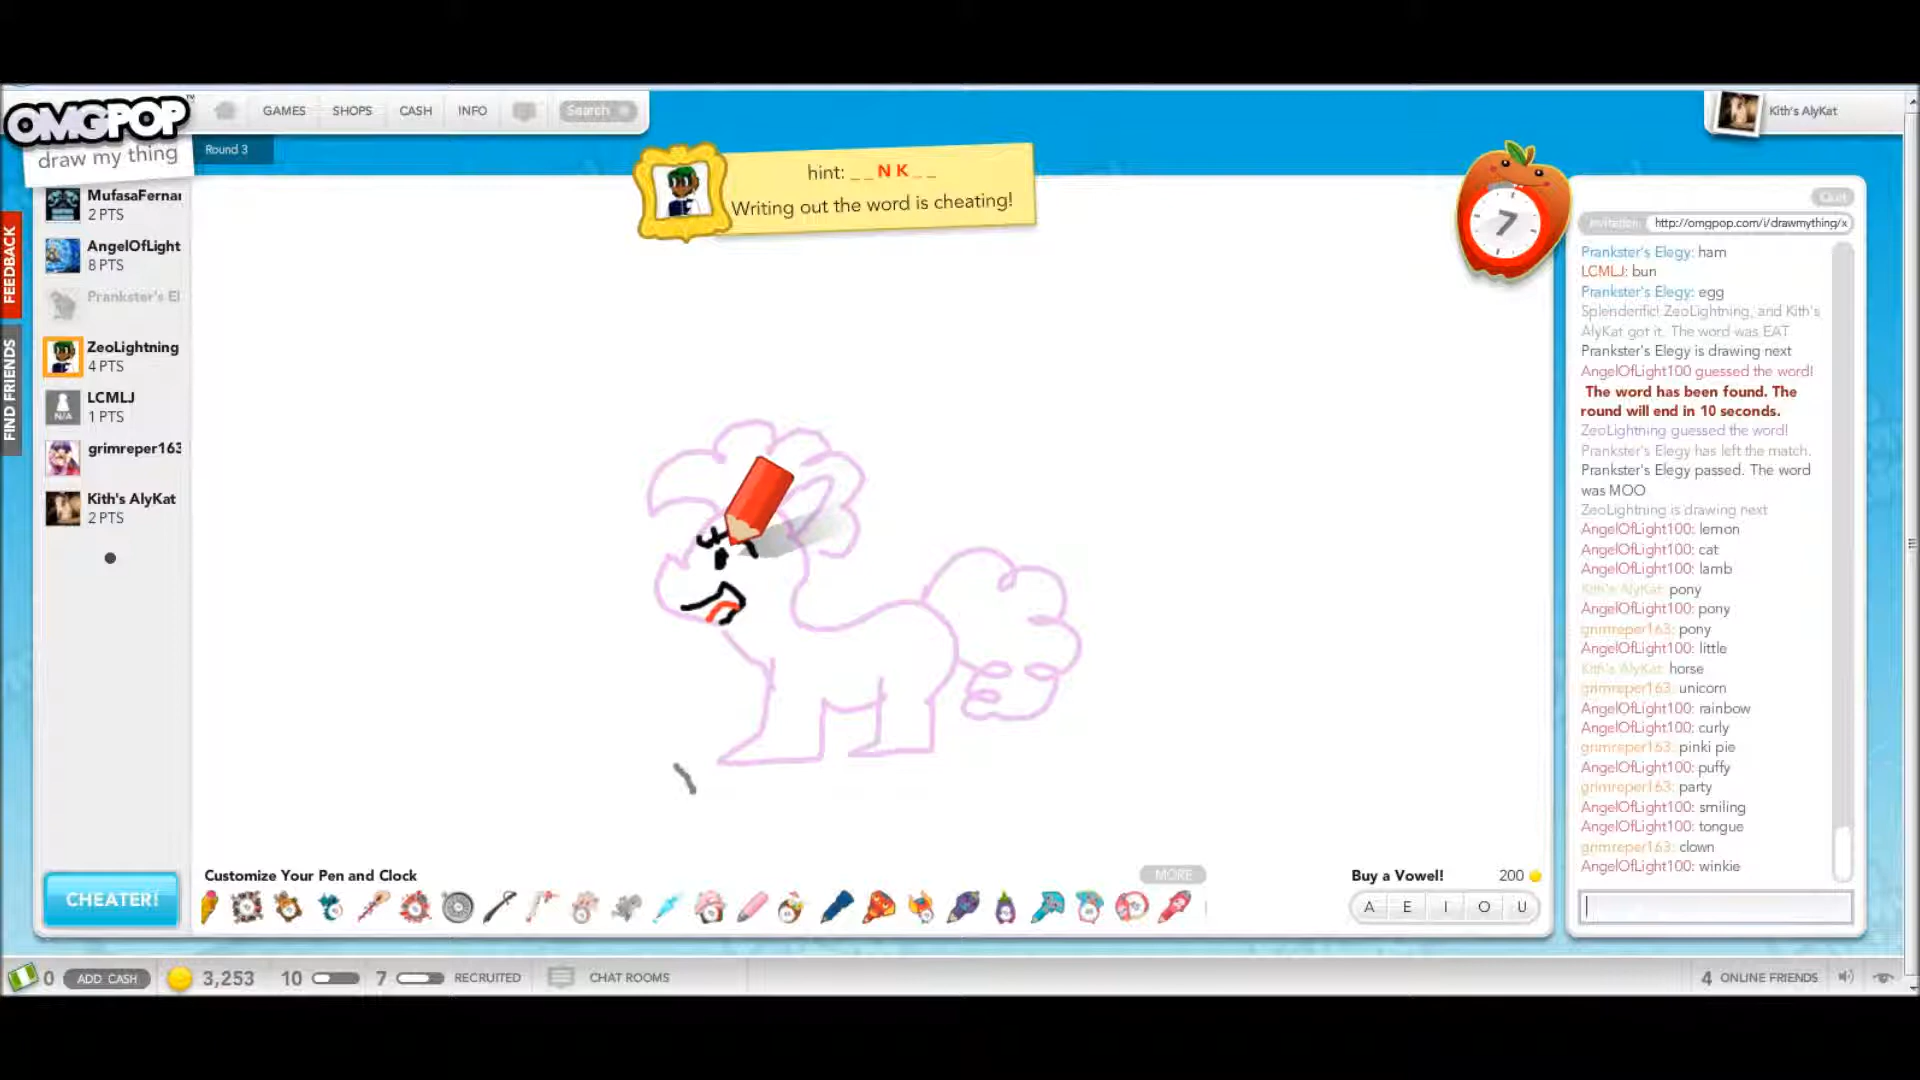 OMGPOP™
draw my thing
GAMES SHOPS CASH INFO Search
Kith's AlyKat
Round 3
hint: _ _ N K _ _
Writing out the word is cheating!
7
FEEDBACK
FIND FRIENDS
MufasaFernan
2 PTS
AngelOfLight
8 PTS
Prankster's El
ZeoLightning
4 PTS
N/A
LCMLJ
1 PTS
grimreper163
Kith's AlyKat
2 PTS
CHEATER!
Quit
Invitation: http://omgpop.com/i/drawmything/x
Prankster's Elegy: ham
LCMLJ: bun
Prankster's Elegy: egg
Splenderific! ZeoLightning, and Kith's
AlyKat got it. The word was EAT
Prankster's Elegy is drawing next
AngelOfLight100 guessed the word!
The word has been found. The
round will end in 10 seconds.
ZeoLightning guessed the word!
Prankster's Elegy has left the match.
Prankster's Elegy passed. The word
was MOO
ZeoLightning is drawing next
AngelOfLight100: lemon
AngelOfLight100: cat
AngelOfLight100: lamb
Kith's AlyKat: pony
AngelOfLight100: pony
grimreper163: pony
AngelOfLight100: little
Kith's AlyKat: horse
grimreper163: unicorn
AngelOfLight100: rainbow
AngelOfLight100: curly
grimreper163: pinki pie
AngelOfLight100: puffy
grimreper163: party
AngelOfLight100: smiling
AngelOfLight100: tongue
grimreper163: clown
AngelOfLight100: winkie
Customize Your Pen and Clock
MORE
Buy a Vowel! 200
A E I O U
0 ADD CASH 3,253 10 7 RECRUITED CHAT ROOMS
4 ONLINE FRIENDS